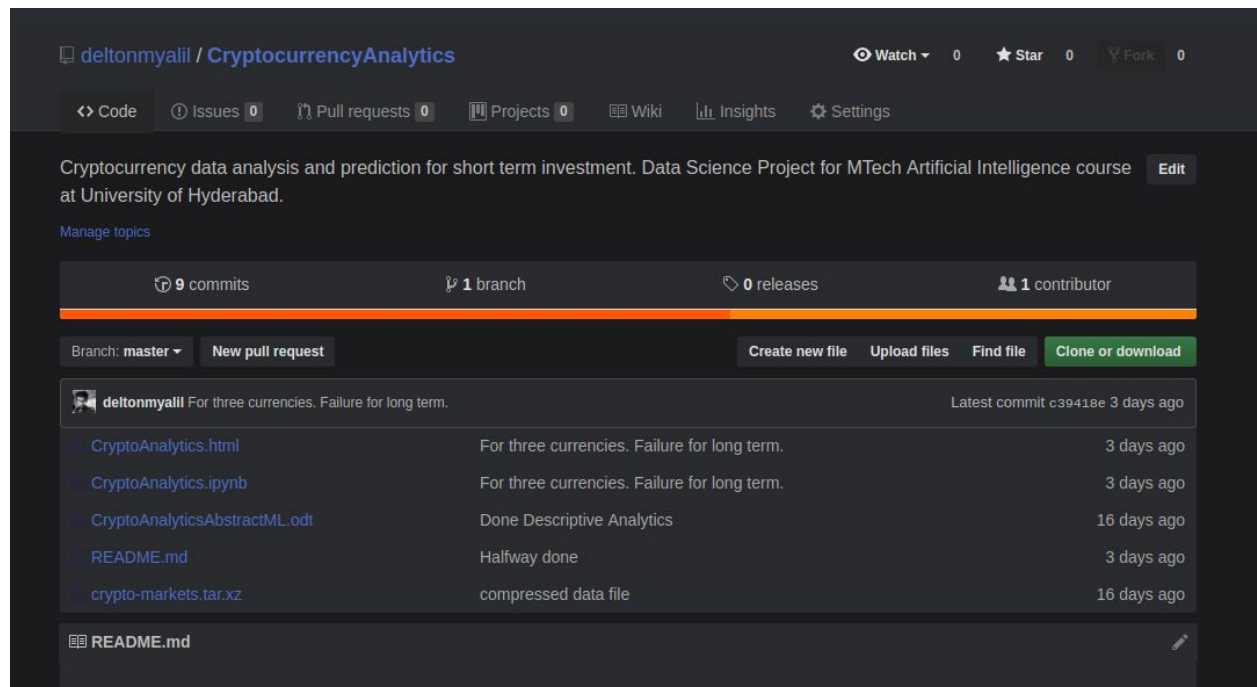 deltonmyalil / CryptocurrencyAnalytics Watch 0 Star 0 Fork 0
Code Issues 0 Pull requests 0 Projects 0 Wiki Insights Settings
Cryptocurrency data analysis and prediction for short term investment. Data Science Project for MTech Artificial Intelligence course Edit
at University of Hyderabad.
Manage topics
9 commits 1 branch 0 releases 1 contributor
Branch: master New pull request Create new file Upload files Find file Clone or download
deltonmyalil For three currencies. Failure for long term. Latest commit c39418e 3 days ago
CryptoAnalytics.html For three currencies. Failure for long term. 3 days ago
CryptoAnalytics.ipynb For three currencies. Failure for long term. 3 days ago
CryptoAnalyticsAbstractML.odt Done Descriptive Analytics 16 days ago
README.md Halfway done 3 days ago
crypto-markets.tar.xz compressed data file 16 days ago
README.md